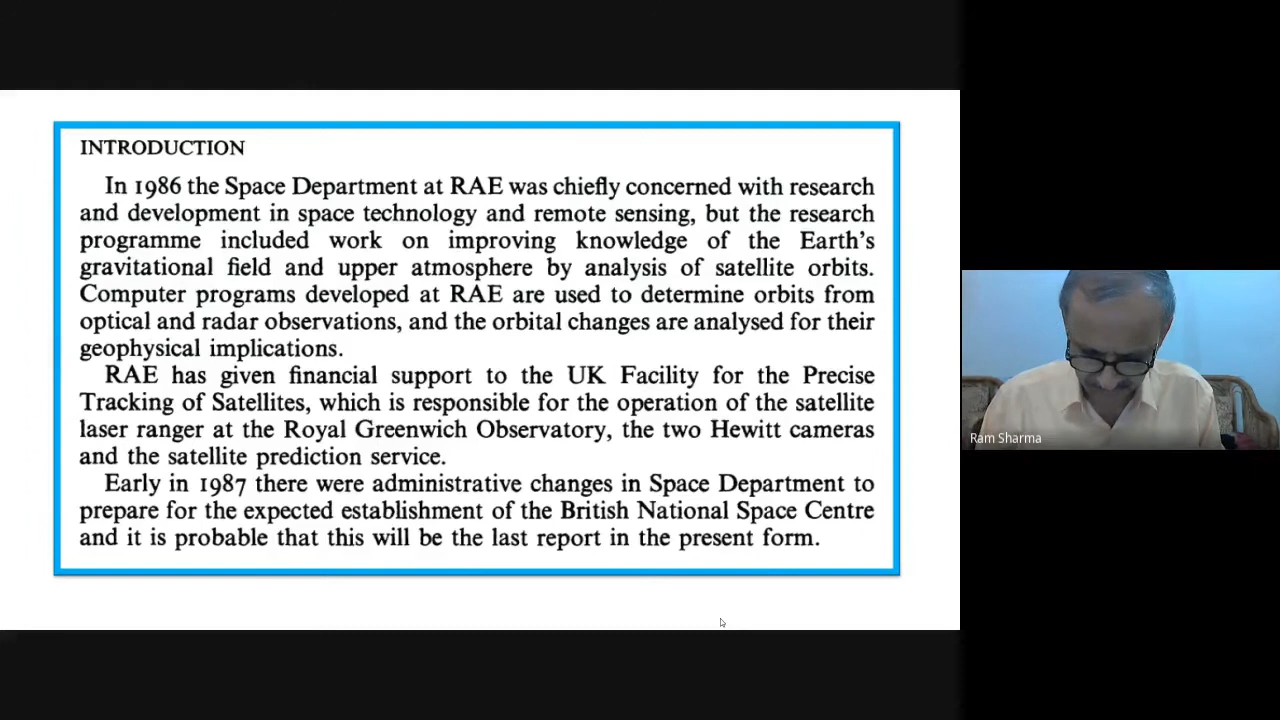 INTRODUCTION
In 1986 the Space Department at RAE was chiefly concerned with research
and development in space technology and remote sensing, but the research
programme included work on improving knowledge of the Earth's
gravitational field and upper atmosphere by analysis of satellite orbits.
Computer programs developed at RAE are used to determine orbits from
optical and radar observations, and the orbital changes are analysed for their
geophysical implications.
RAE has given financial support to the UK Facility for the Precise
Tracking of Satellites, which is responsible for the operation of the satellite
laser ranger at the Royal Greenwich Observatory, the two Hewitt cameras
and the satellite prediction service.
Early in 1987 there were administrative changes in Space Department to
prepare for the expected establishment of the British National Space Centre
and it is probable that this will be the last report in the present form.
Ram Sharma